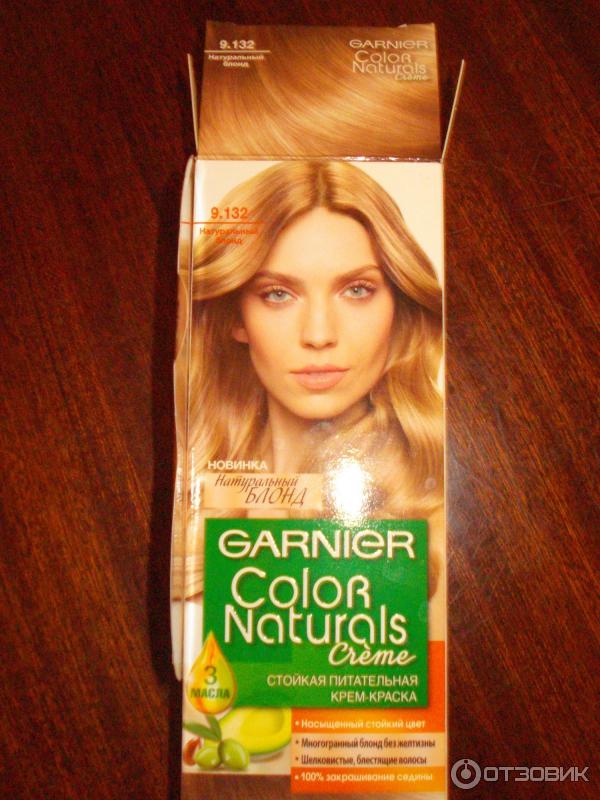 9.132
Натуральный
блонд
GARNIER
Color
Naturals
Crème
9.132
Натуральный
блонд
НОВИНКА
Натуральный
БЛОНД
GARNIER
Color
Naturals
Crème
СТОЙКАЯ ПИТАТЕЛЬНАЯ
КРЕМ-КРАСКА
3
МАСЛА
• Насыщенный стойкий цвет
• Многогранный блонд без желтизны
• Шелковистые, блестящие волосы
• 100% закрашивание седины
ОТЗОВИК